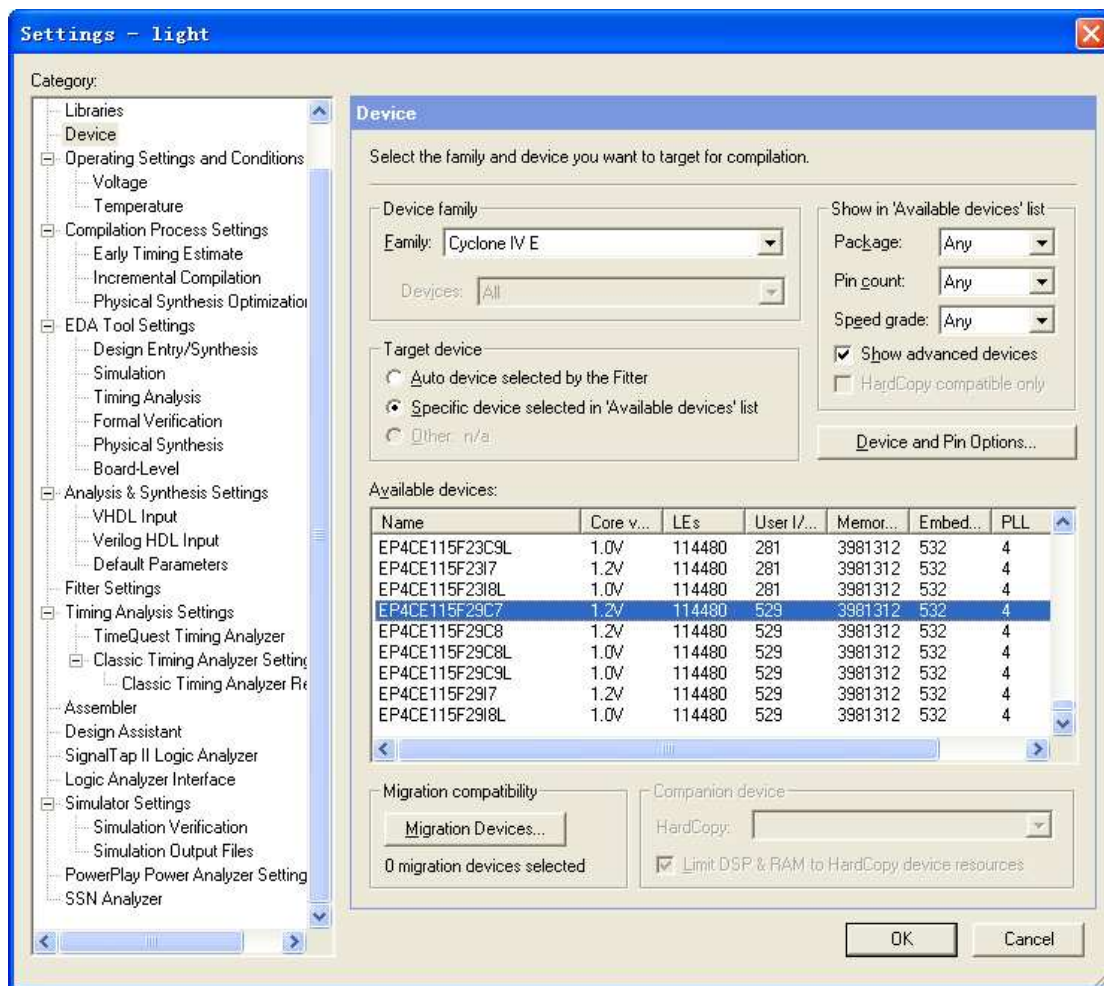 Settings - light
Category:
Libraries
Device
Operating Settings and Conditions
Voltage
Temperature
Compilation Process Settings
Early Timing Estimate
Incremental Compilation
Physical Synthesis Optimization
EDA Tool Settings
Design Entry/Synthesis
Simulation
Timing Analysis
Formal Verification
Physical Synthesis
Board-Level
Analysis & Synthesis Settings
VHDL Input
Verilog HDL Input
Default Parameters
Fitter Settings
Timing Analysis Settings
TimeQuest Timing Analyzer
Classic Timing Analyzer Setting
Classic Timing Analyzer Re
Assembler
Design Assistant
SignalTap II Logic Analyzer
Logic Analyzer Interface
Simulator Settings
Simulation Verification
Simulation Output Files
PowerPlay Power Analyzer Setting
SSN Analyzer
Device
Select the family and device you want to target for compilation.
Device family
Family: Cyclone IV E
Devices: All
Target device
Auto device selected by the Fitter
Specific device selected in 'Available devices' list
Other: n/a
Show in 'Available devices' list
Package: Any
Pin count: Any
Speed grade: Any
Show advanced devices
HardCopy compatible only
Device and Pin Options...
Available devices:
Name Core v... LEs User I/... Memor... Embed... PLL
EP4CE115F23C9L 1.0V 114480 281 3981312 532 4
EP4CE115F23I7 1.2V 114480 281 3981312 532 4
EP4CE115F23I8L 1.0V 114480 281 3981312 532 4
EP4CE115F29C7 1.2V 114480 529 3981312 532 4
EP4CE115F29C8 1.2V 114480 529 3981312 532 4
EP4CE115F29C8L 1.0V 114480 529 3981312 532 4
EP4CE115F29C9L 1.0V 114480 529 3981312 532 4
EP4CE115F29I7 1.2V 114480 529 3981312 532 4
EP4CE115F29I8L 1.0V 114480 529 3981312 532 4
Migration compatibility
Migration Devices...
0 migration devices selected
Companion device
HardCopy:
Limit DSP & RAM to HardCopy device resources
OK Cancel